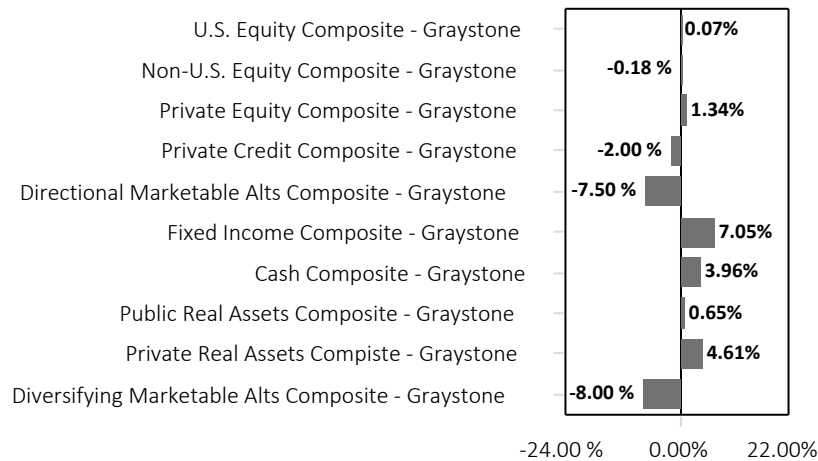 U.S. Equity Composite - Graystone 0.07%
Non-U.S. Equity Composite - Graystone -0.18 %
Private Equity Composite - Graystone 1.34%
Private Credit Composite - Graystone -2.00 %
Directional Marketable Alts Composite - Graystone -7.50 %
Fixed Income Composite - Graystone 7.05%
Cash Composite - Graystone 3.96%
Public Real Assets Composite - Graystone 0.65%
Private Real Assets Compiste - Graystone 4.61%
Diversifying Marketable Alts Composite - Graystone -8.00 %
-24.00 % 0.00% 22.00%